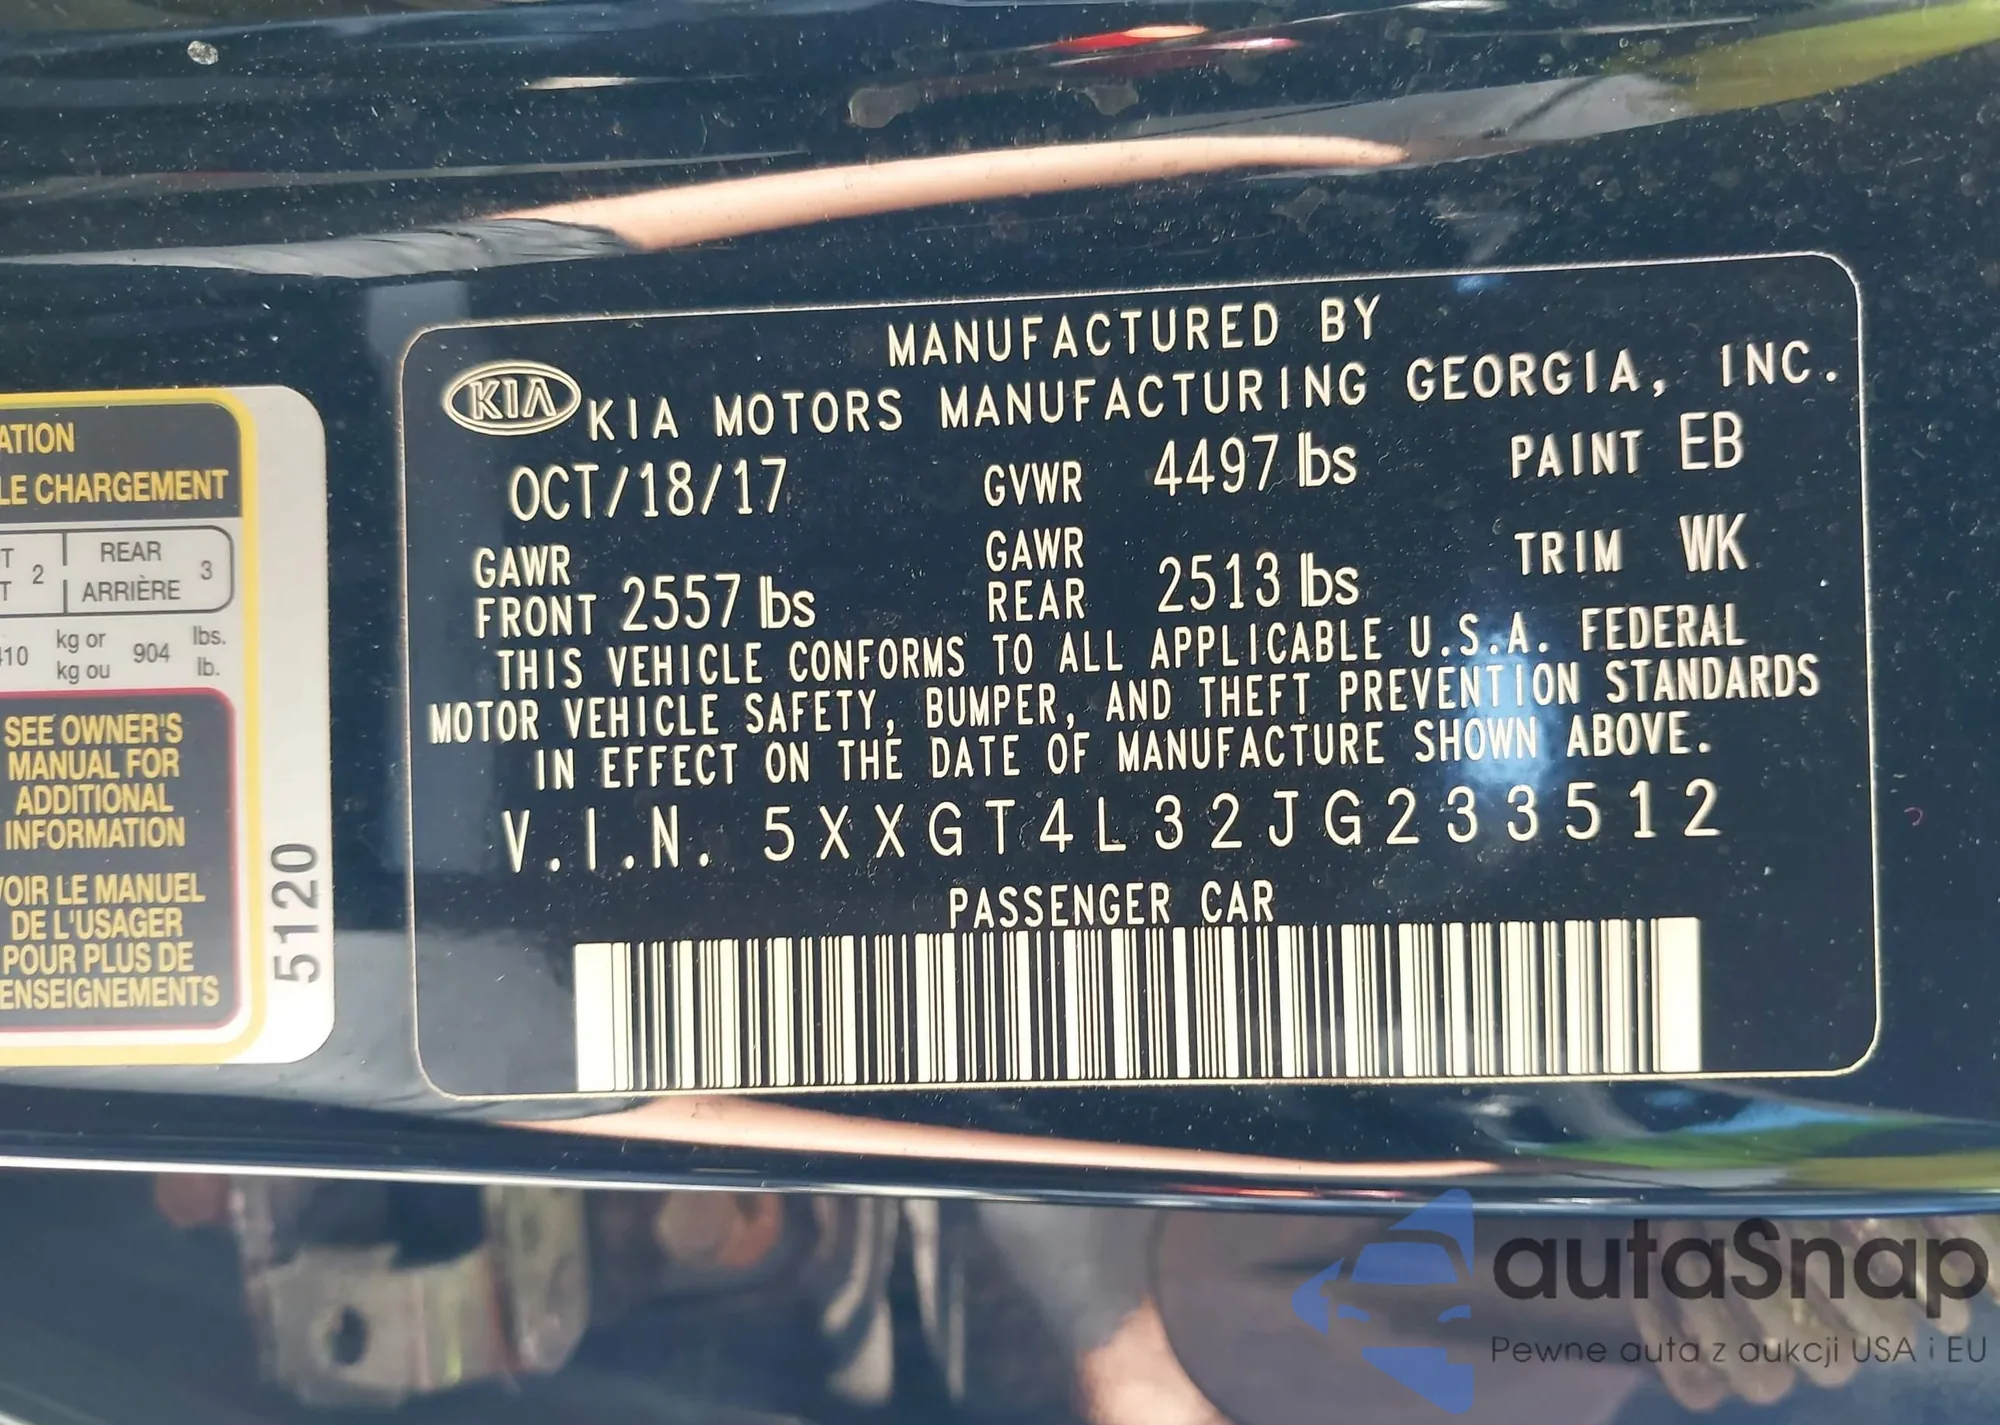 ATION
LE CHARGEMENT
2 REAR 3
ARRIÈRE
kg or lbs.
kg ou 904 lb.
SEE OWNER'S
MANUAL FOR
ADDITIONAL
INFORMATION
VOIR LE MANUEL
DE L'USAGER
POUR PLUS DE
ENSEIGNEMENTS
5120
MANUFACTURED BY
KIA KIA MOTORS MANUFACTURING GEORGIA, INC.
OCT/18/17 GVWR 4497 lbs PAINT EB
GAWR FRONT 2557 lbs GAWR REAR 2513 lbs TRIM WK
THIS VEHICLE CONFORMS TO ALL APPLICABLE U.S.A. FEDERAL
MOTOR VEHICLE SAFETY, BUMPER, AND THEFT PREVENTION STANDARDS
IN EFFECT ON THE DATE OF MANUFACTURE SHOWN ABOVE.
V.I.N. 5XXGT4L32JG233512
PASSENGER CAR
autaSnap
Pewne auta z aukcji USA i EU